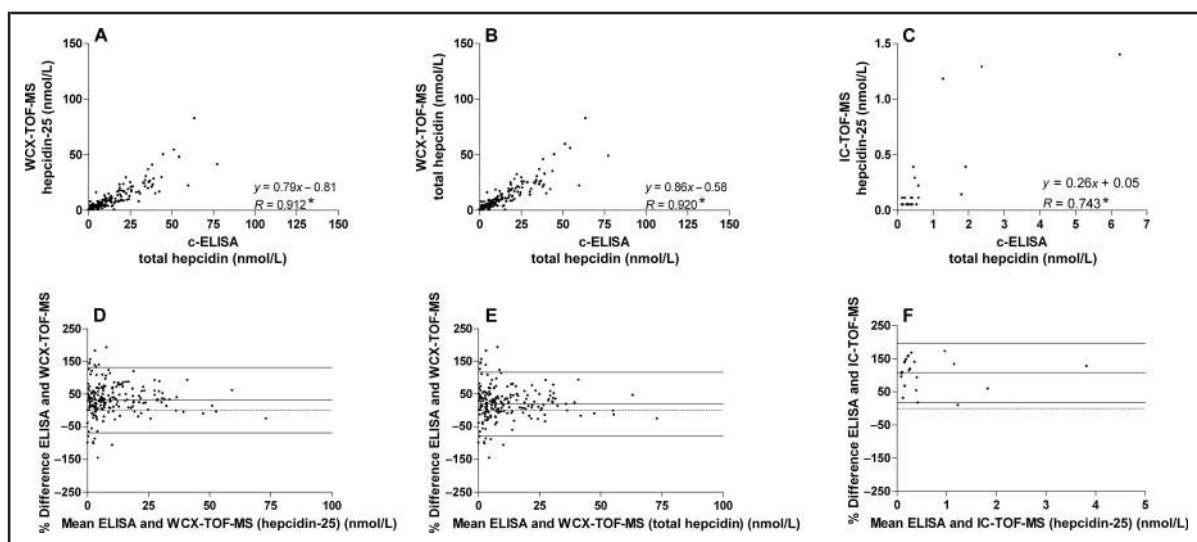 A
WCX-TOF-MS
hepcidin-25 (nmol/L)
150
100
50
0
0 25 50 75 100 125 150
y = 0.79x – 0.81
R = 0.912*
c-ELISA
total hepcidin (nmol/L)
B
WCX-TOF-MS
total hepcidin (nmol/L)
150
100
50
0
0 25 50 75 100 125 150
y = 0.86x – 0.58
R = 0.920*
c-ELISA
total hepcidin (nmol/L)
C
IC-TOF-MS
hepcidin-25 (nmol/L)
1.5
1.0
0.5
0.0
0 1 2 3 4 5 6 7
y = 0.26x + 0.05
R = 0.743*
c-ELISA
total hepcidin (nmol/L)
D
% Difference ELISA and WCX-TOF-MS
250
150
50
–50
–150
–250
0 25 50 75 100
Mean ELISA and WCX-TOF-MS (hepcidin-25) (nmol/L)
E
% Difference ELISA and WCX-TOF-MS
250
150
50
–50
–150
–250
0 25 50 75 100
Mean ELISA and WCX-TOF-MS (total hepcidin) (nmol/L)
F
% Difference ELISA and IC-TOF-MS
250
150
50
–50
–150
–250
0 1 2 3 4 5
Mean ELISA and IC-TOF-MS (hepcidin-25) (nmol/L)